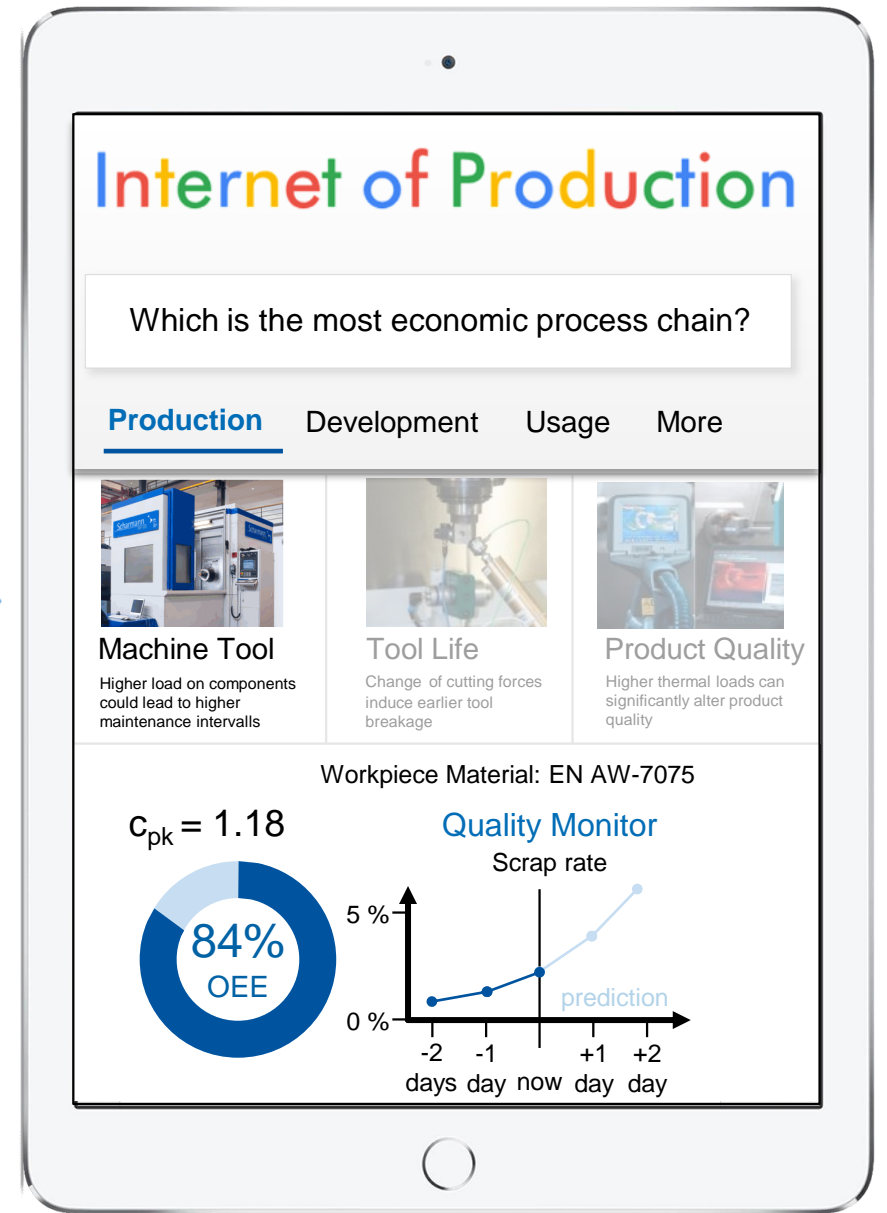 Internet of Production
Which is the most economic process chain?
Production Development Usage More
Scharmann Scharmann
Machine Tool
Higher load on components
could lead to higher
maintenance intervalls
Tool Life
Change of cutting forces
induce earlier tool
breakage
Product Quality
Higher thermal loads can
significantly alter product
quality
Workpiece Material: EN AW-7075
cpk = 1.18
84%
OEE
Quality Monitor
Scrap rate
5 %
0 %
prediction
-2 -1 +1 +2
days day now day day